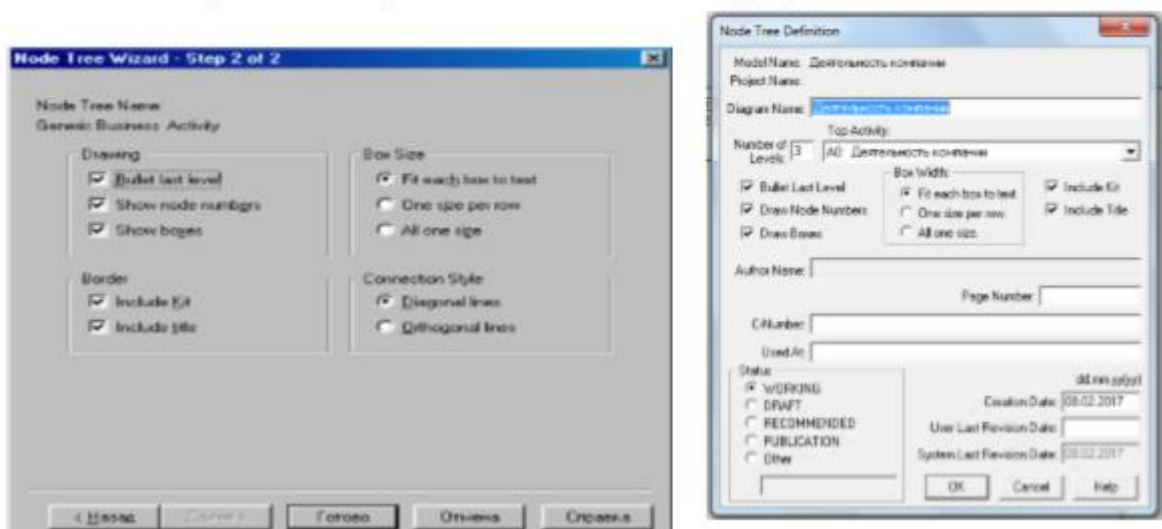 Node Tree Wizard - Step 2 of 2
Node Tree Name
Generic Business Activity
Drawing
Bullet last level
Show node numbers
Show boxes
Box Size
Fit each box to text
One size per row
All one size
Border
Include Kit
Include title
Connection Style
Diagonal lines
Orthogonal lines
< Назад
Далее >
Готово
Отмена
Справка
Node Tree Definition
Model Name: Деятельность компании
Project Name:
Diagram Name: Деятельность компании
Top Activity:
Number of Levels: 3
A0: Деятельность компании
Bullet Last Level
Draw Node Numbers
Draw Boxes
Box Width:
Fit each box to text
One size per row
All one size
Include Kit
Include Title
Author Name:
Page Number:
C-Number:
Used At:
Status
WORKING
DRAFT
RECOMMENDED
PUBLICATION
Other
dd.mm.yy(yy)
Creation Date: 08.02.2017
User Last Revision Date:
System Last Revision Date: 08.02.2017
OK
Cancel
Help